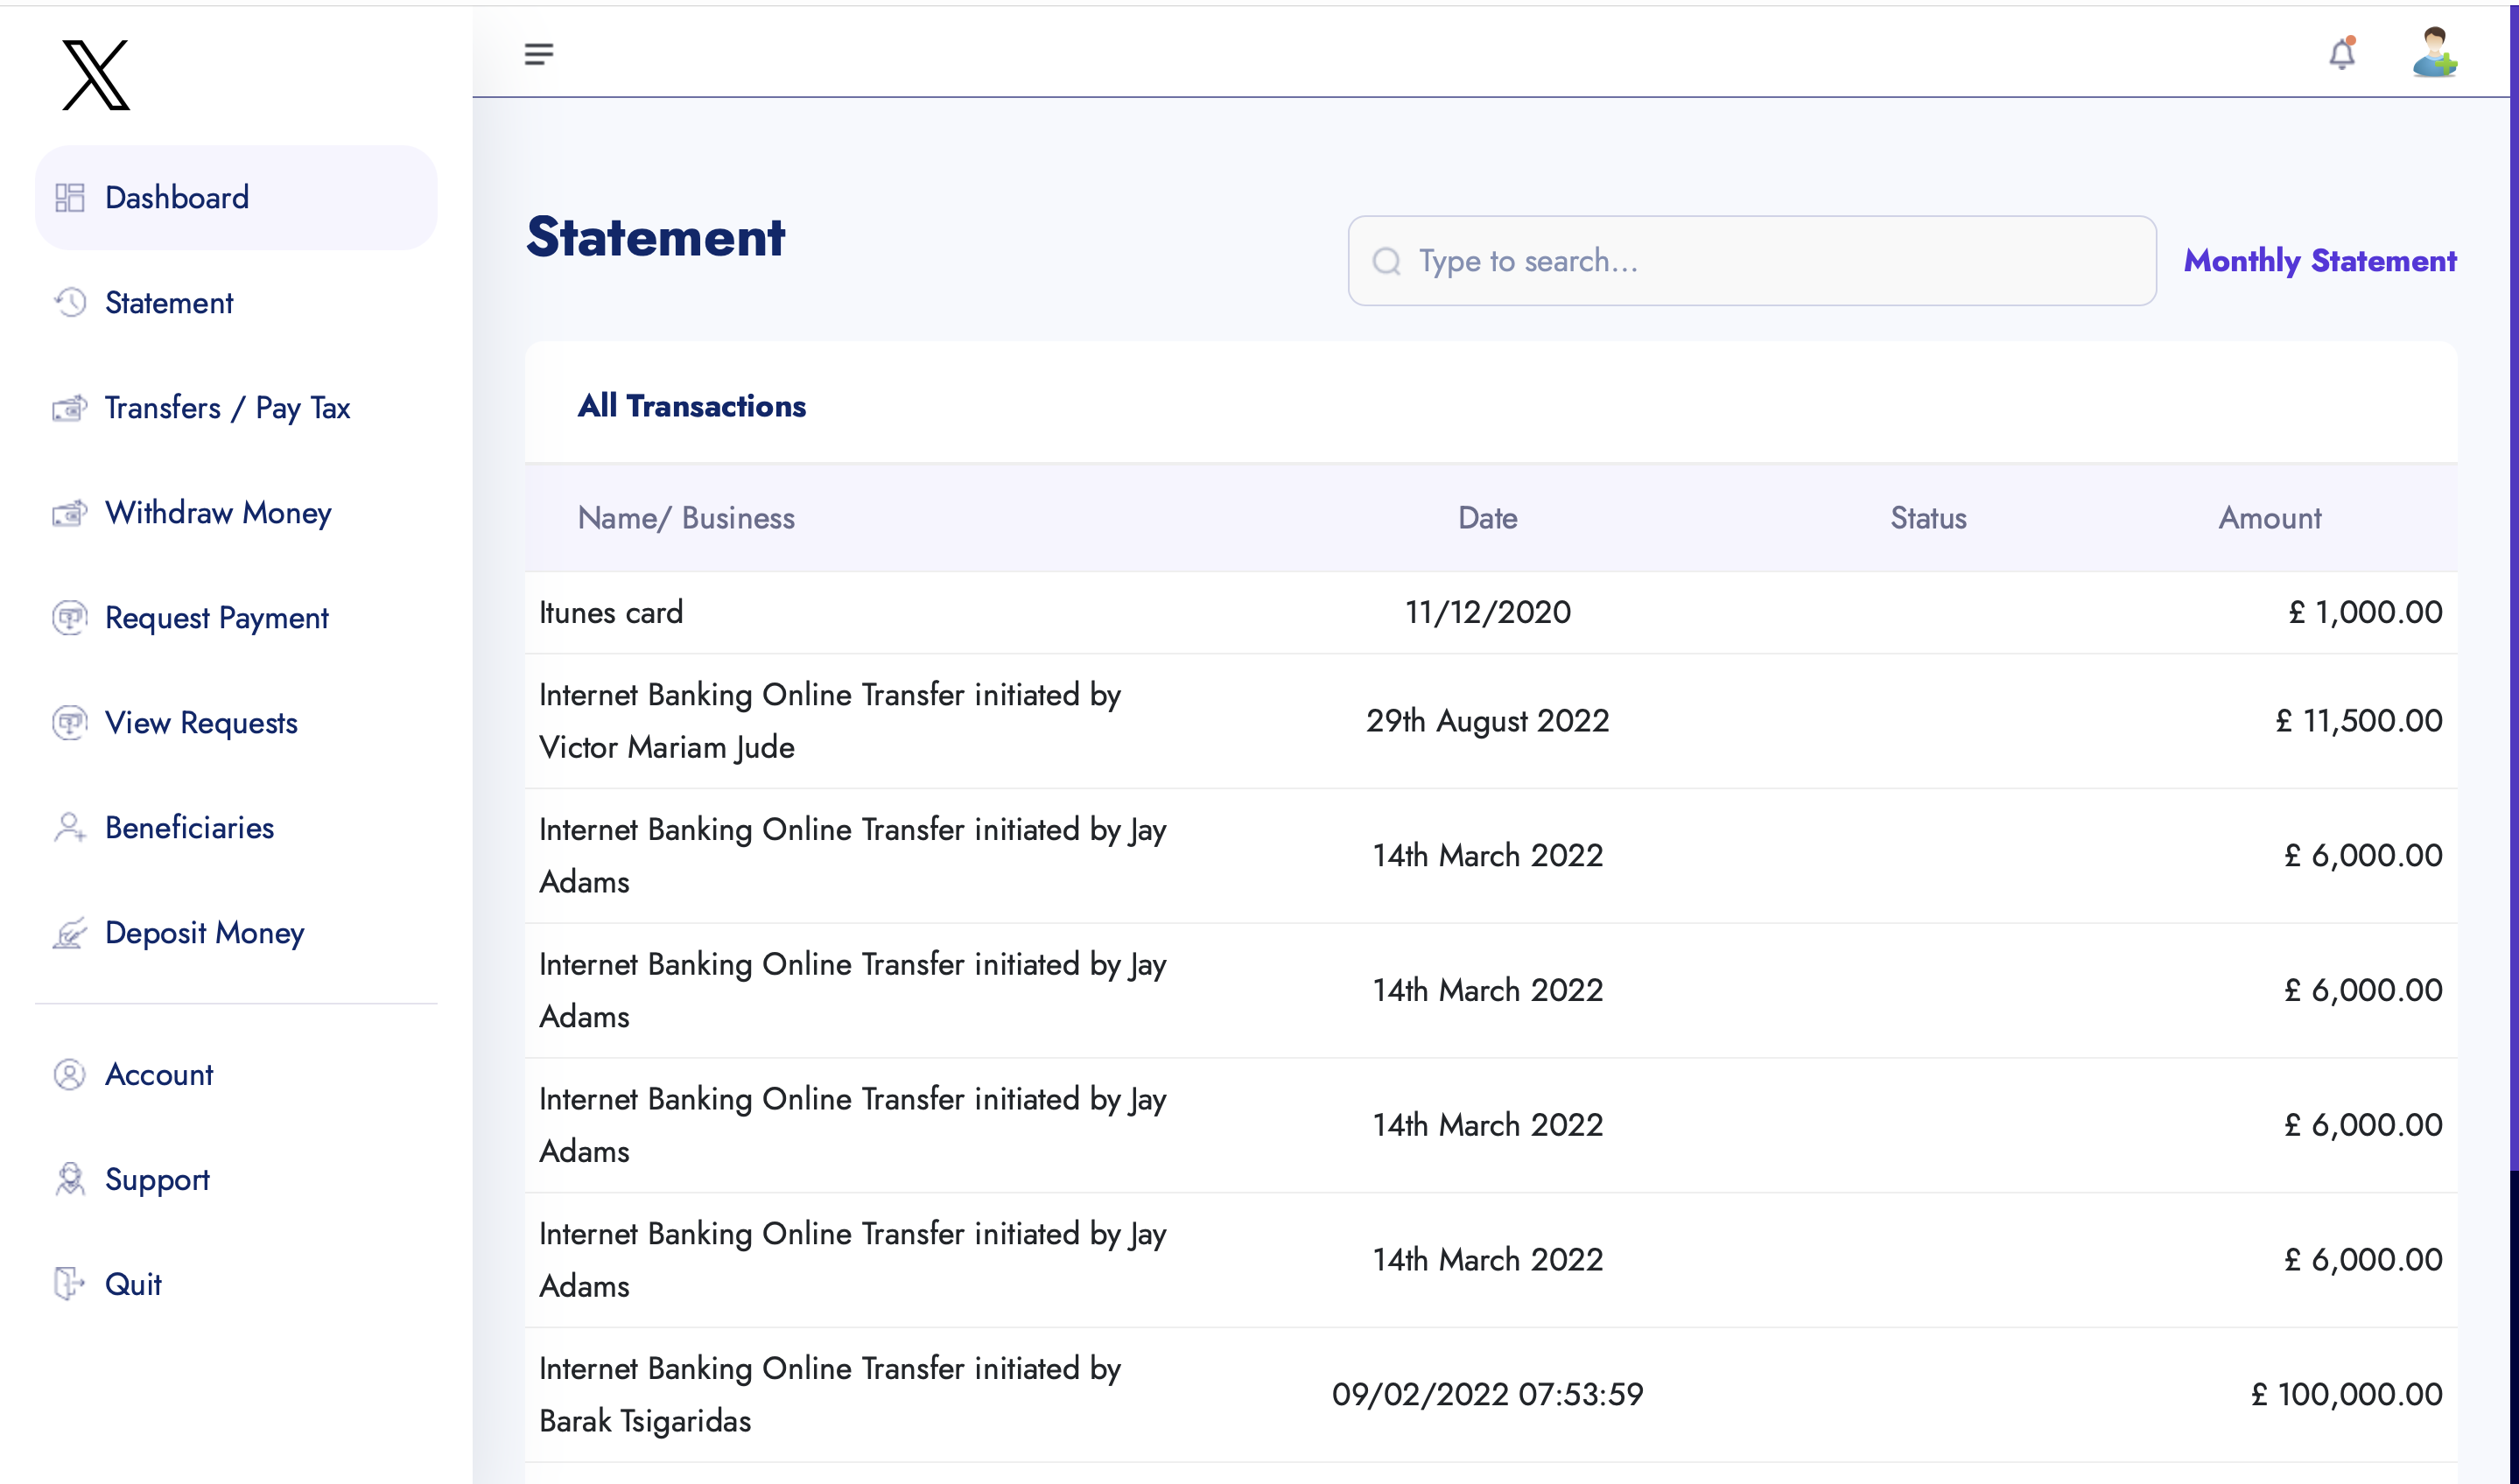 Dashboard
Statement
Transfers / Pay Tax
Withdraw Money
Request Payment
View Requests
Beneficiaries
Deposit Money
Account
Support
Quit
Statement
Type to search...
Monthly Statement
All Transactions
Name/ Business Date Status Amount
Itunes card 11/12/2020 £ 1,000.00
Internet Banking Online Transfer initiated by
Victor Mariam Jude
29th August 2022 £ 11,500.00
Internet Banking Online Transfer initiated by Jay
Adams
14th March 2022 £ 6,000.00
Internet Banking Online Transfer initiated by Jay
Adams
14th March 2022 £ 6,000.00
Internet Banking Online Transfer initiated by Jay
Adams
14th March 2022 £ 6,000.00
Internet Banking Online Transfer initiated by Jay
Adams
14th March 2022 £ 6,000.00
Internet Banking Online Transfer initiated by
Barak Tsigaridas
09/02/2022 07:53:59 £ 100,000.00